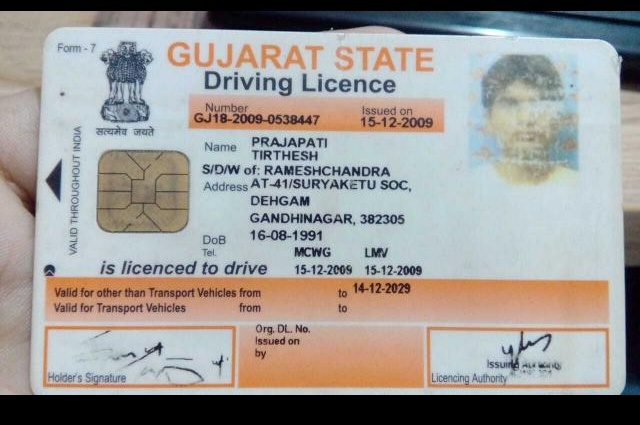 Form - 7
GUJARAT STATE
Driving Licence
Number Issued on
GJ18-2009-0538447 15-12-2009
सत्यमेव जयते
VALID THROUGHOUT INDIA
Name PRAJAPATI
TIRTHESH
S/D/W of: RAMESHCHANDRA
Address AT-41/SURYAKETU SOC,
DEHGAM
GANDHINAGAR, 382305
DoB 16-08-1991
Tel. MCWG LMV
is licenced to drive 15-12-2009 15-12-2009
Valid for other than Transport Vehicles from to 14-12-2029
Valid for Transport Vehicles from to
Org. DL. No.
Issued on
by
Holder's Signature
Issuing
Licencing Authority